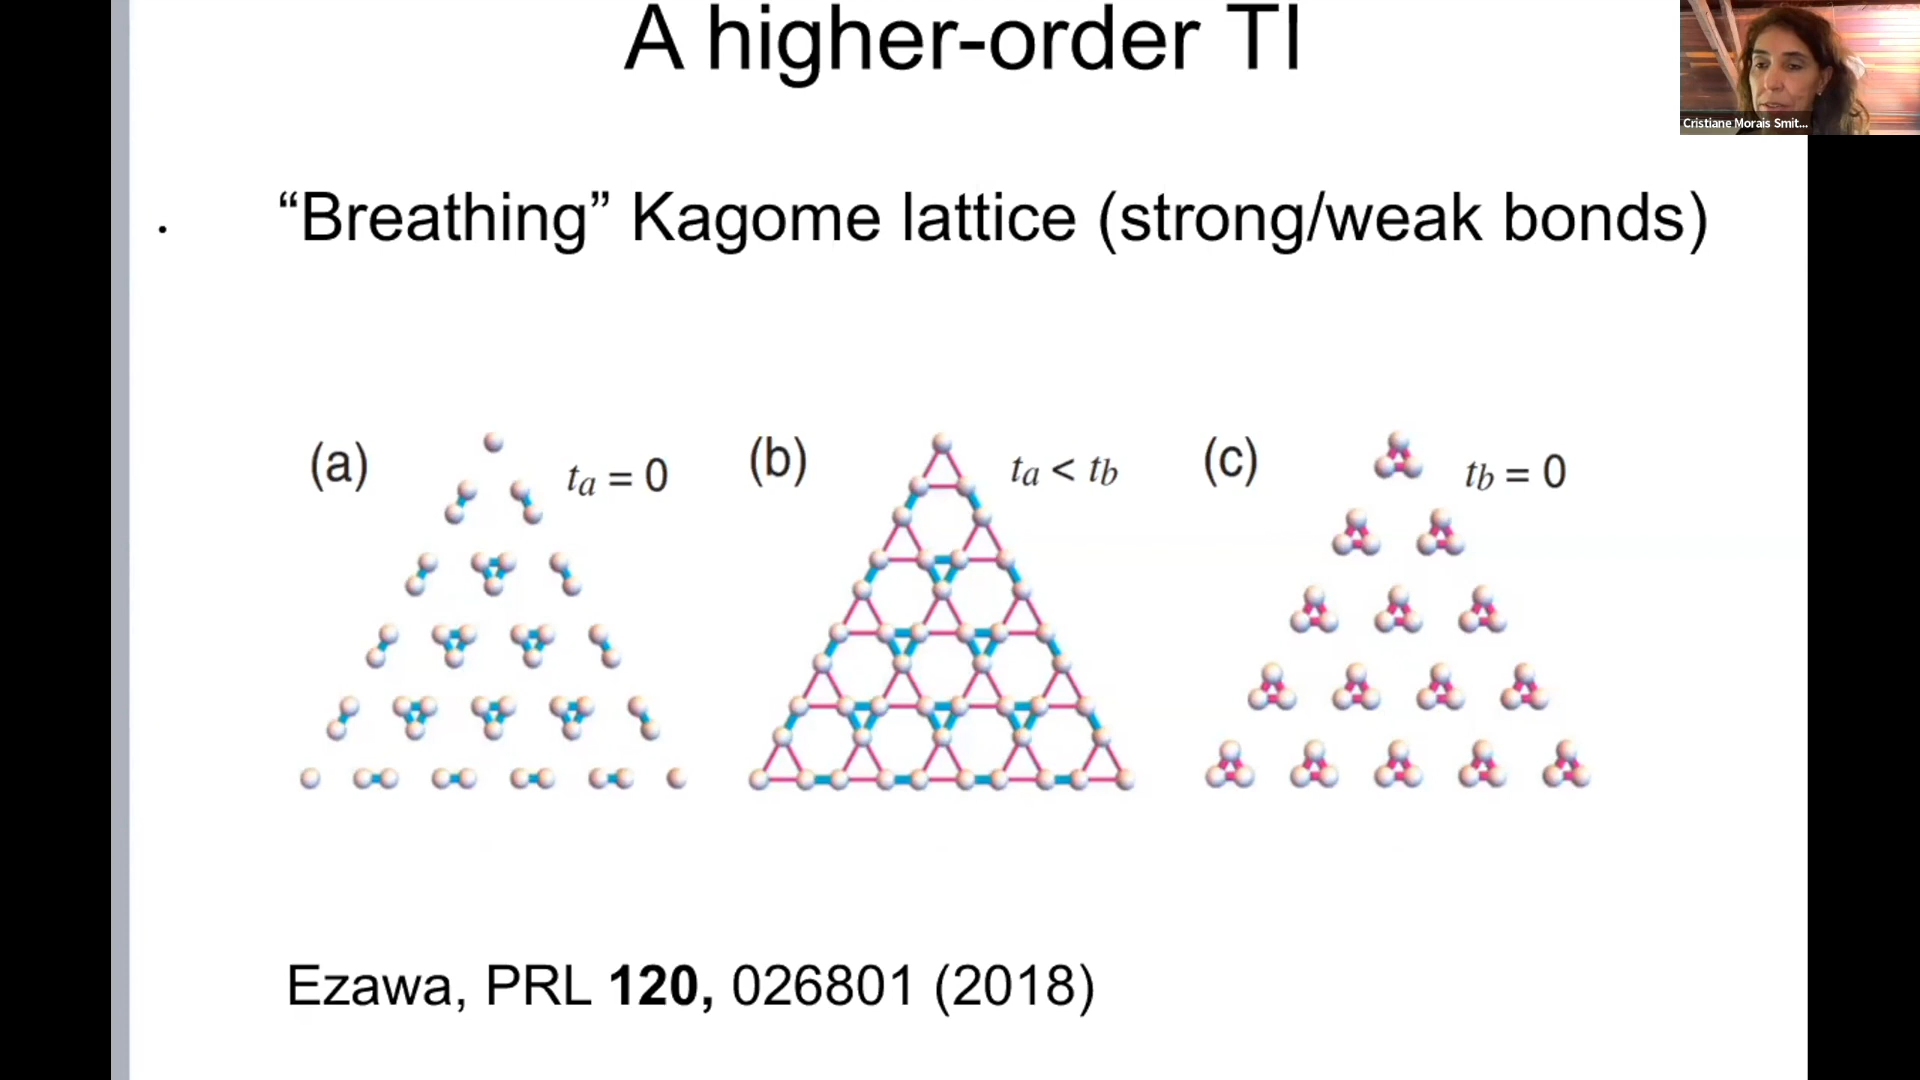 A higher-order TI
Cristiane Morais Smit...
“Breathing” Kagome lattice (strong/weak bonds)
(a) ta = 0
(b) ta < tb
(c) tb = 0
Ezawa, PRL 120, 026801 (2018)